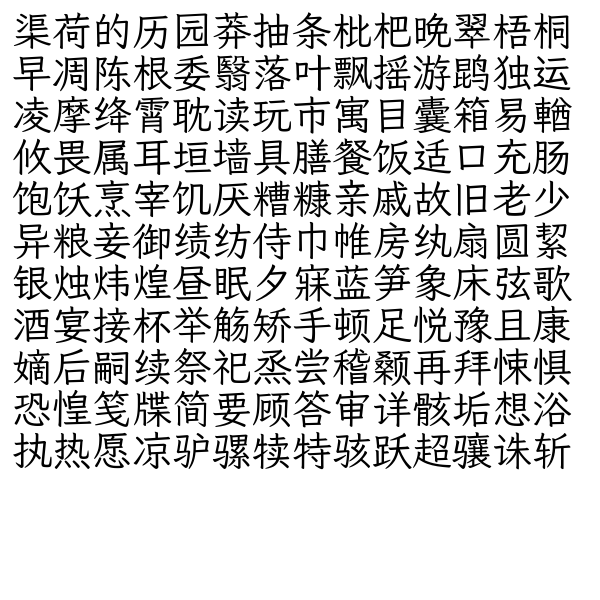 渠荷的历园莽抽条枇杷晚翠梧桐
早凋陈根委翳落叶飘摇游鹍独运
凌摩绛霄耽读玩市寓目囊箱易輶
攸畏属耳垣墙具膳餐饭适口充肠
饱饫烹宰饥厌糟糠亲戚故旧老少
异粮妾御绩纺侍巾帷房纨扇圆絜
银烛炜煌昼眠夕寐蓝笋象床弦歌
酒宴接杯举觞矫手顿足悦豫且康
嫡后嗣续祭祀烝尝稽颡再拜悚惧
恐惶笺牒简要顾答审详骸垢想浴
执热愿凉驴骡犊特骇跃超骧诛斩